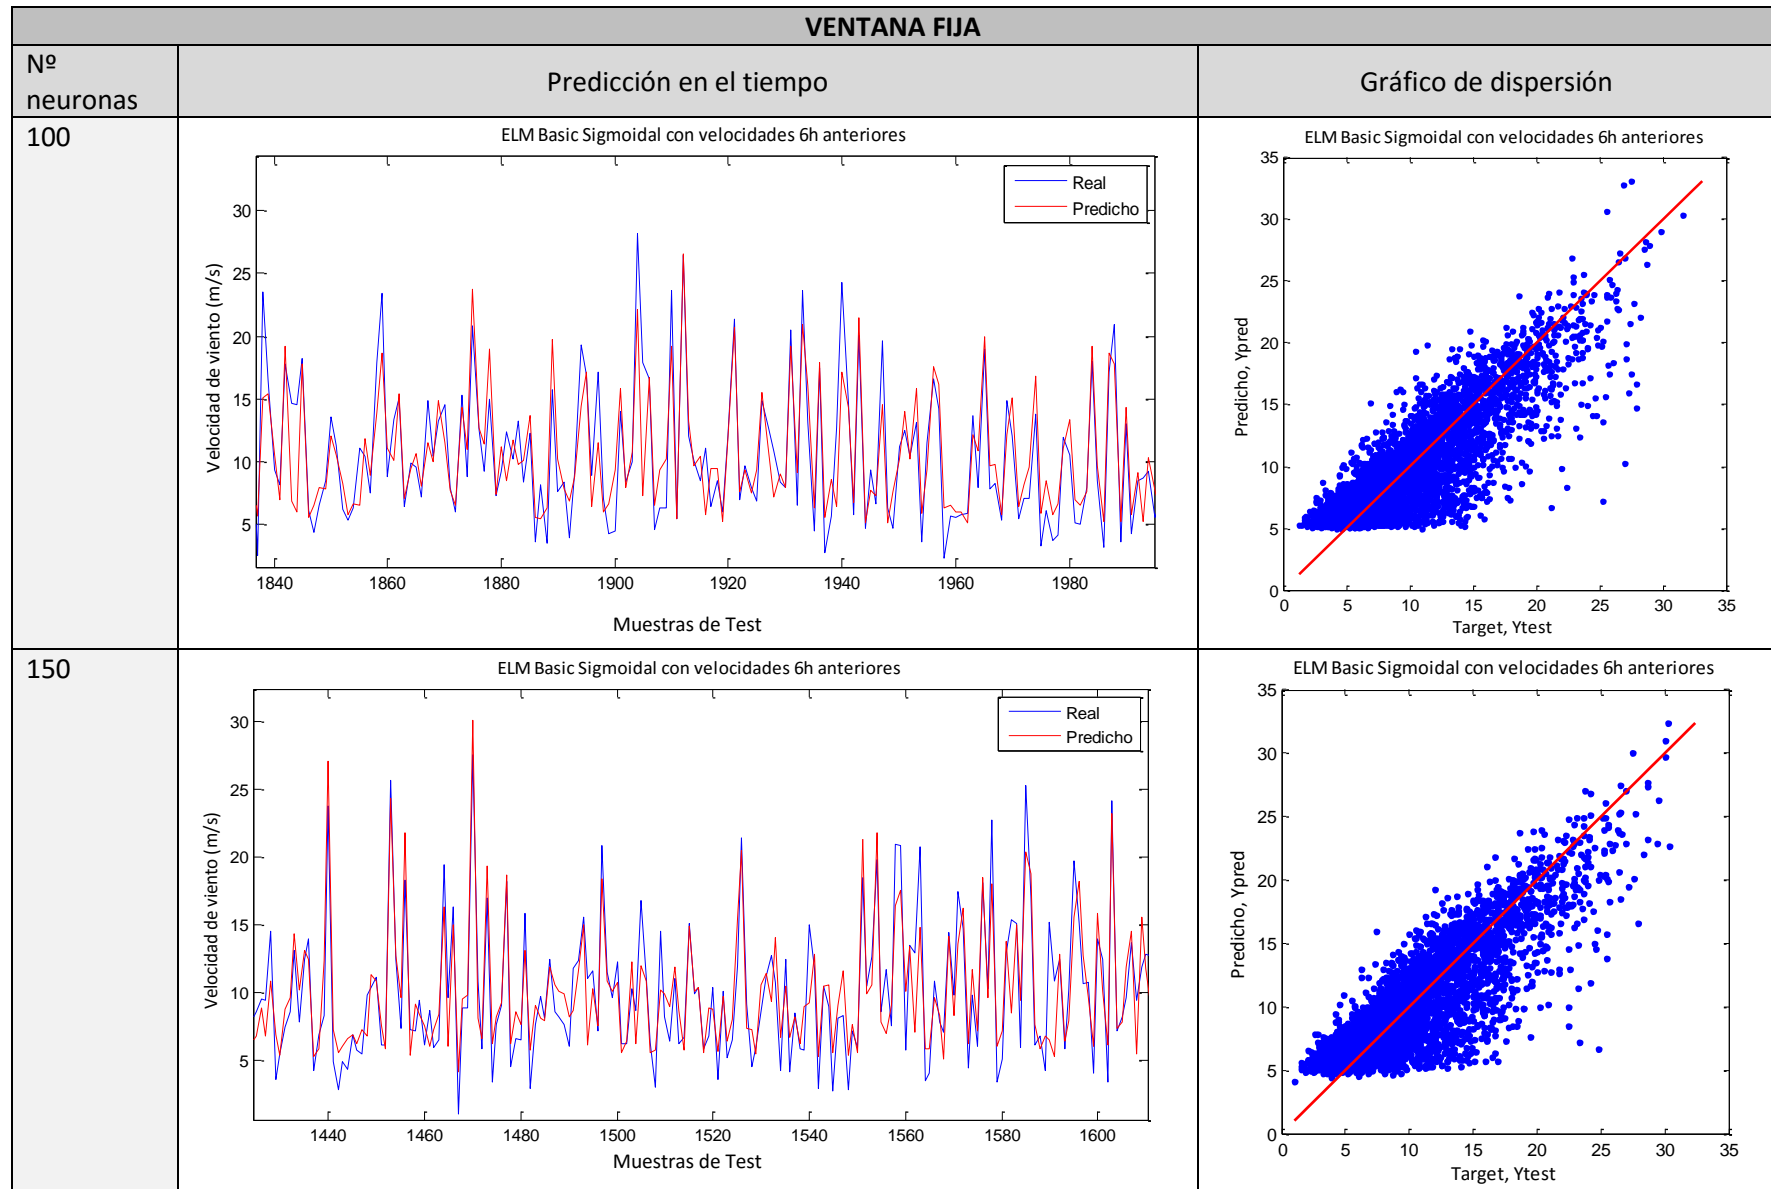 VENTANA FIJA
Nº
neuronas
Predicción en el tiempo
Gráfico de dispersión
100
ELM Basic Sigmoidal con velocidades 6h anteriores
Real
Predicho
Velocidad de viento (m/s)
30
25
20
15
10
5
1840 1860 1880 1900 1920 1940 1960 1980
Muestras de Test
ELM Basic Sigmoidal con velocidades 6h anteriores
Predicho, Ypred
35
30
25
20
15
10
5
0
0 5 10 15 20 25 30 35
Target, Ytest
150
ELM Basic Sigmoidal con velocidades 6h anteriores
Real
Predicho
Velocidad de viento (m/s)
30
25
20
15
10
5
1440 1460 1480 1500 1520 1540 1560 1580 1600
Muestras de Test
ELM Basic Sigmoidal con velocidades 6h anteriores
Predicho, Ypred
35
30
25
20
15
10
5
0
0 5 10 15 20 25 30 35
Target, Ytest